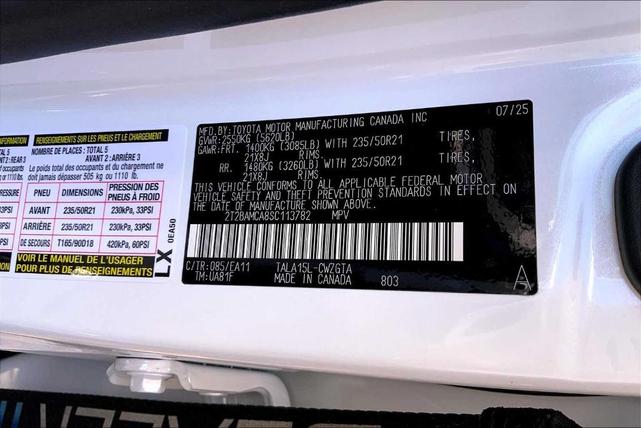 FORMATION
RENSEIGNEMENTS SUR LES PNEUS ET LE CHARGEMENT
TAL 5
REAR 3
NOMBRE DE PLACES : TOTAL 5
AVANT 2 : ARRIÈRE 3
Le poids total des occupants et du chargement ne
doit jamais dépasser 505 kg ou 1110 lb.
PNEU DIMENSIONS PRESSION DES PNEUS À FROID
AVANT 235/50R21 230kPa, 33PSI
ARRIÈRE 235/50R21 230kPa, 33PSI
DE SECOURS T165/90D18 420kPa, 60PSI
VOIR LE MANUEL DE L'USAGER
POUR PLUS DE RENSEIGNEMENTS
LX 0EA50
MFD.BY:TOYOTA MOTOR MANUFACTURING CANADA INC 07/25
GVWR:2550KG (5620LB)
GAWR:FRT. 1400KG (3085LB) WITH 235/50R21 TIRES,
21X8J RIMS.
RR. 1480KG (3260LB) WITH 235/50R21 TIRES,
21X8J RIMS.
THIS VEHICLE CONFORMS TO ALL APPLICABLE FEDERAL MOTOR
VEHICLE SAFETY AND THEFT PREVENTION STANDARDS IN EFFECT ON
THE DATE OF MANUFACTURE SHOWN ABOVE.
2T2BAMCA8SC113782 MPV
C/TR:085/EA11 TALA15L-CWZGTA
TM:UA81F MADE IN CANADA 803